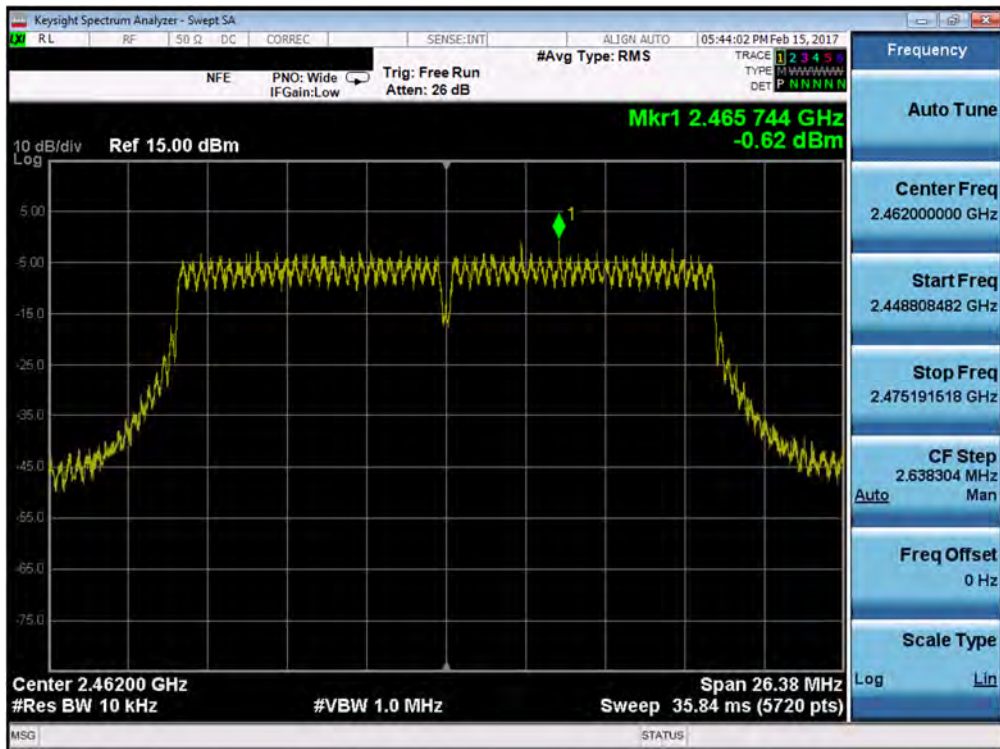 Keysight Spectrum Analyzer - Swept SA
LXI RL RF 50 Ω DC CORREC SENSE:INT ALIGN AUTO 05:44:02 PM Feb 15, 2017
#Avg Type: RMS
TRACE 1 2 3 4 5 6
TYPE M WWWWW
DET P N N N N N
NFE PNO: Wide Trig: Free Run
IFGain:Low Atten: 26 dB
Mkr1 2.465 744 GHz
-0.62 dBm
10 dB/div Ref 15.00 dBm
Log
5.00
-5.00
-15.0
-25.0
-35.0
-45.0
-55.0
-65.0
-75.0
1
Center 2.46200 GHz Span 26.38 MHz
#Res BW 10 kHz #VBW 1.0 MHz Sweep 35.84 ms (5720 pts)
MSG STATUS
Frequency
Auto Tune
Center Freq
2.462000000 GHz
Start Freq
2.448808482 GHz
Stop Freq
2.475191518 GHz
CF Step
2.638304 MHz
Auto Man
Freq Offset
0 Hz
Scale Type
Log Lin